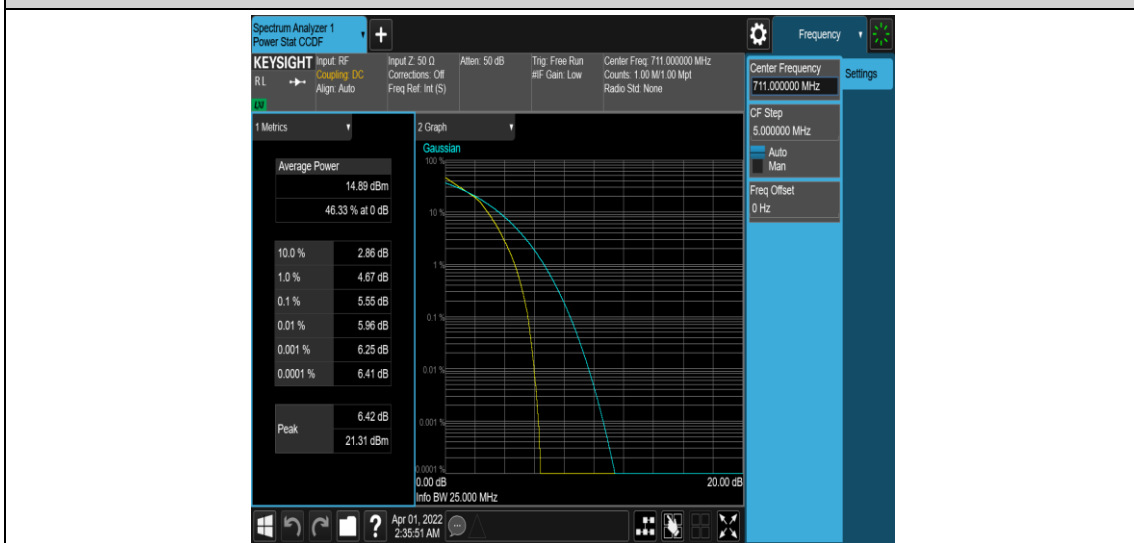 Spectrum Analyzer 1
Power Stat CCDF
Frequency
KEYSIGHT
RL
LXI
Input: RF
Coupling: DC
Align: Auto
Input Z: 50 Ω
Corrections: Off
Freq Ref: Int (S)
Atten: 50 dB
Trig: Free Run
#IF Gain: Low
Center Freq: 711.000000 MHz
Counts: 1.00 M/1.00 Mpt
Radio Std: None
Center Frequency
711.000000 MHz
Settings
CF Step
5.000000 MHz
Auto
Man
Freq Offset
0 Hz
1 Metrics
Average Power
14.89 dBm
46.33 % at 0 dB
10.0 % 2.86 dB
1.0 % 4.67 dB
0.1 % 5.55 dB
0.01 % 5.96 dB
0.001 % 6.25 dB
0.0001 % 6.41 dB
Peak
6.42 dB
21.31 dBm
2 Graph
Gaussian
100 %
10 %
1 %
0.1 %
0.01 %
0.001 %
0.0001 %
0.00 dB 20.00 dB
Info BW 25.000 MHz
?
Apr 01, 2022
2:35:51 AM